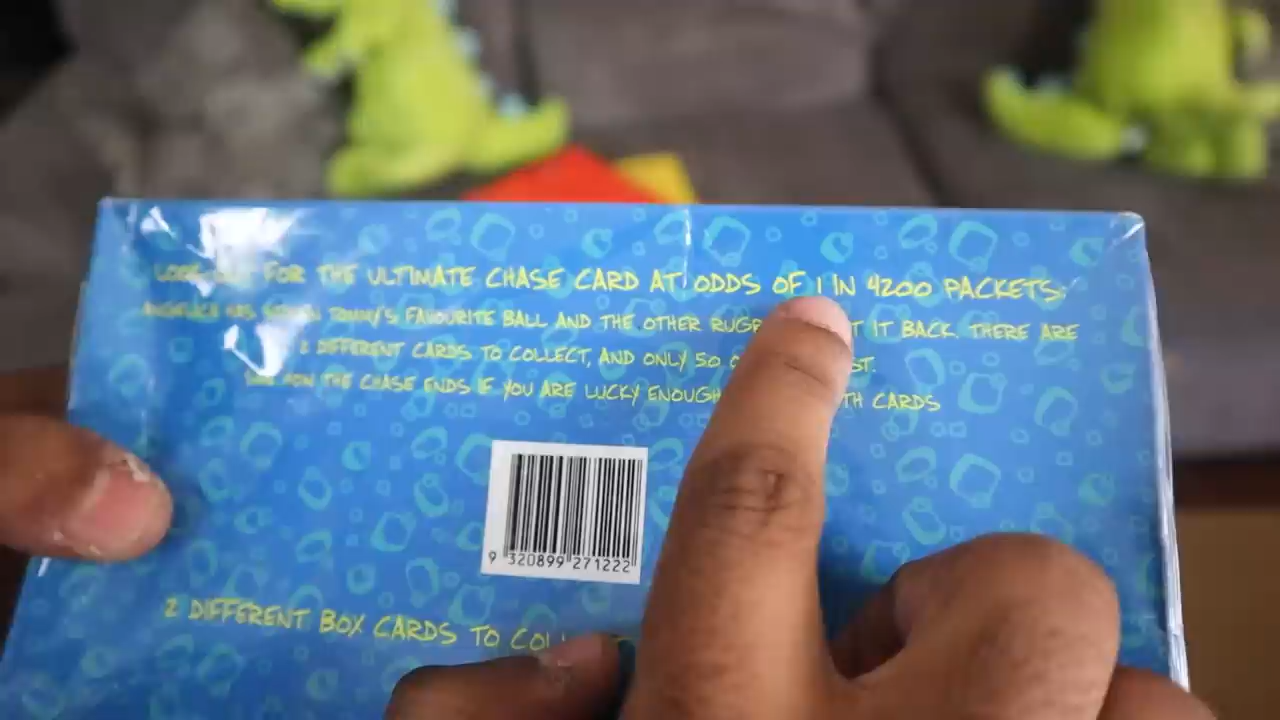 FOR THE ULTIMATE CHASE CARD AT ODDS OF 1 IN 4200 PACKETS:
TOMMY'S FAVOURITE BALL AND THE OTHER IT BACK. THERE ARE
2 DIFFERENT CARDS TO COLLECT, AND ONLY 50
THE CHASE ENDS IF YOU ARE LUCKY ENOUGH CARDS
9 320899 271222
2 DIFFERENT BOX CARDS TO